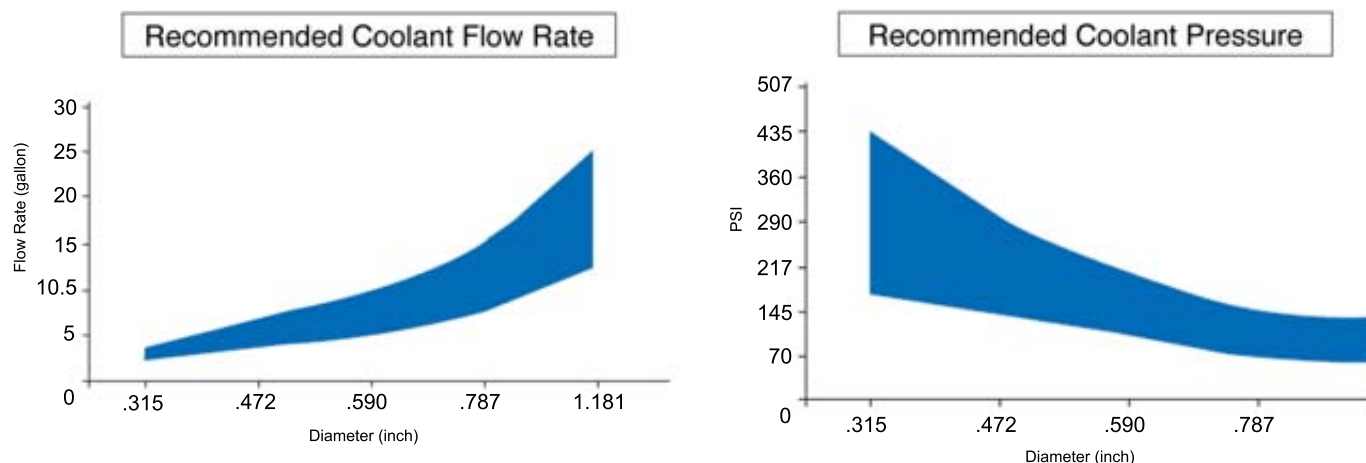 Recommended Coolant Flow Rate
30
25
20
15
10.5
5
0
Flow Rate (gallon)
.315 .472 .590 .787 1.181
Diameter (inch)
Recommended Coolant Pressure
507
435
360
290
217
145
70
0
PSI
.315 .472 .590 .787
Diameter (inch)